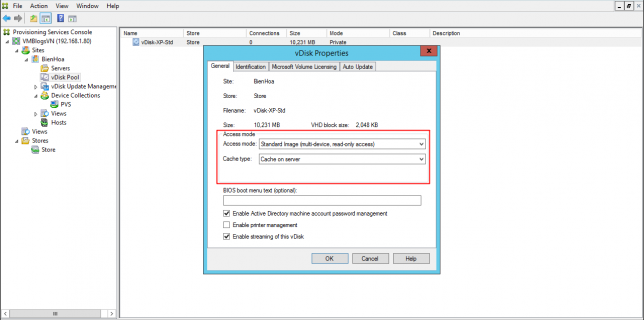 File Action View Window Help
Provisioning Services Console
VMBlogsVN (192.168.1.80)
Sites
BienHoa
Servers
vDisk Pool
vDisk Update Manageme
Device Collections
PVS
Views
Hosts
Views
Stores
Store
Name Store Connections Size Mode Class Description
vDisk-XP-Std Store 0 10,231 MB Private
vDisk Properties
x
General Identification Microsoft Volume Licensing Auto Update
Site: BienHoa
Store: Store
Filename: vDisk-XP-Std
Size: 10,231 MB VHD block size: 2,048 KB
Access mode
Access mode: Standard Image (multi-device, read-only access)
Cache type: Cache on server
BIOS boot menu text (optional):
Enable Active Directory machine account password management
Enable printer management
Enable streaming of this vDisk
OK Cancel Help